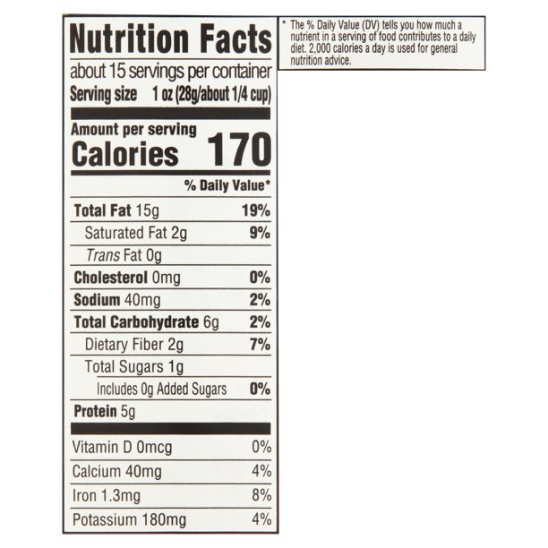 Nutrition Facts
about 15 servings per container
Serving size 1 oz (28g/about 1/4 cup)
Amount per serving
Calories 170
% Daily Value*
Total Fat 15g 19%
Saturated Fat 2g 9%
Trans Fat 0g
Cholesterol 0mg 0%
Sodium 40mg 2%
Total Carbohydrate 6g 2%
Dietary Fiber 2g 7%
Total Sugars 1g
Includes 0g Added Sugars 0%
Protein 5g
Vitamin D 0mcg 0%
Calcium 40mg 4%
Iron 1.3mg 8%
Potassium 180mg 4%
* The % Daily Value (DV) tells you how much a
nutrient in a serving of food contributes to a daily
diet. 2,000 calories a day is used for general
nutrition advice.